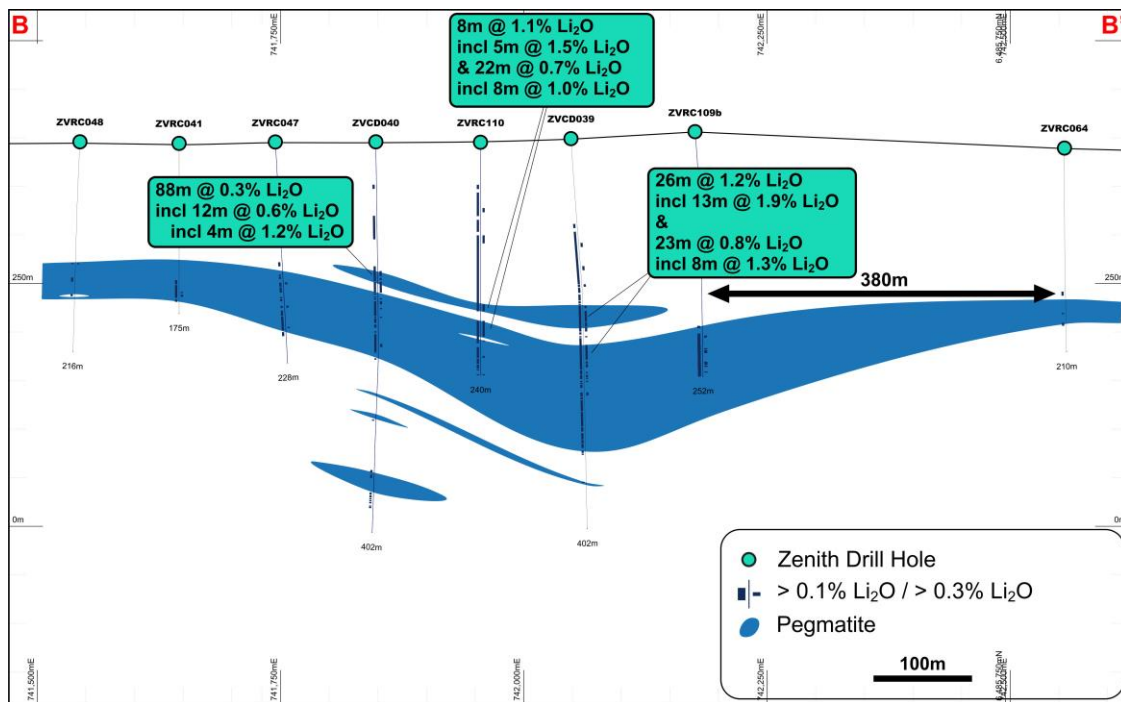 B
741,750mE
742,250mE
6,485,750mN
742,500mE
B'
8m @ 1.1% Li₂O
incl 5m @ 1.5% Li₂O
& 22m @ 0.7% Li₂O
incl 8m @ 1.0% Li₂O
ZVRC048
ZVRC041
ZVRC047
ZVCD040
ZVRC110
ZVCD039
ZVRC109b
ZVRC064
88m @ 0.3% Li₂O
incl 12m @ 0.6% Li₂O
incl 4m @ 1.2% Li₂O
26m @ 1.2% Li₂O
incl 13m @ 1.9% Li₂O
&
23m @ 0.8% Li₂O
incl 8m @ 1.3% Li₂O
250m
380m
250m
175m
216m
228m
240m
252m
210m
0m
0m
402m
402m
Zenith Drill Hole
> 0.1% Li₂O / > 0.3% Li₂O
Pegmatite
100m
741,500mE
741,750mE
742,000mE
742,250mE
6,485,750mN
742,500mE